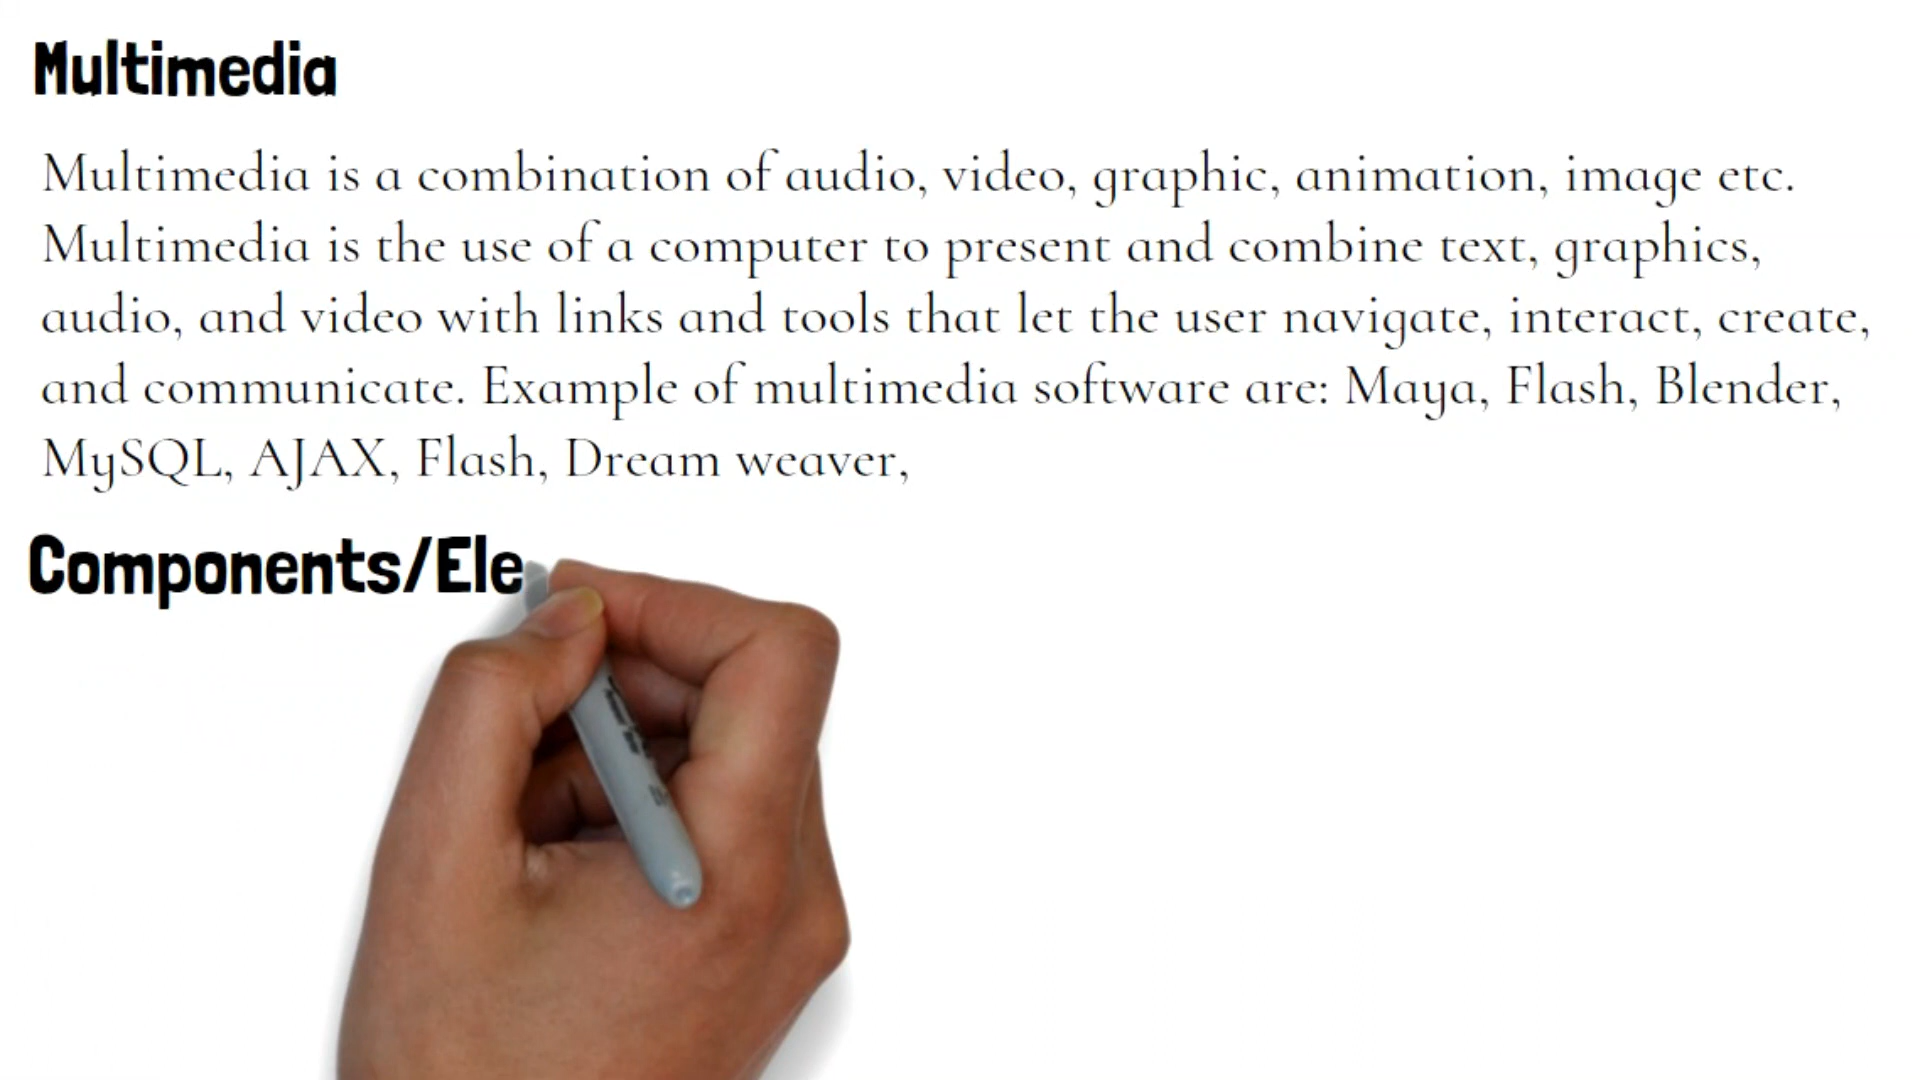 Multimedia
Multimedia is a combination of audio, video, graphic, animation, image etc.
Multimedia is the use of a computer to present and combine text, graphics,
audio, and video with links and tools that let the user navigate, interact, create,
and communicate. Example of multimedia software are: Maya, Flash, Blender,
MySQL, AJAX, Flash, Dream weaver,
Components/Ele